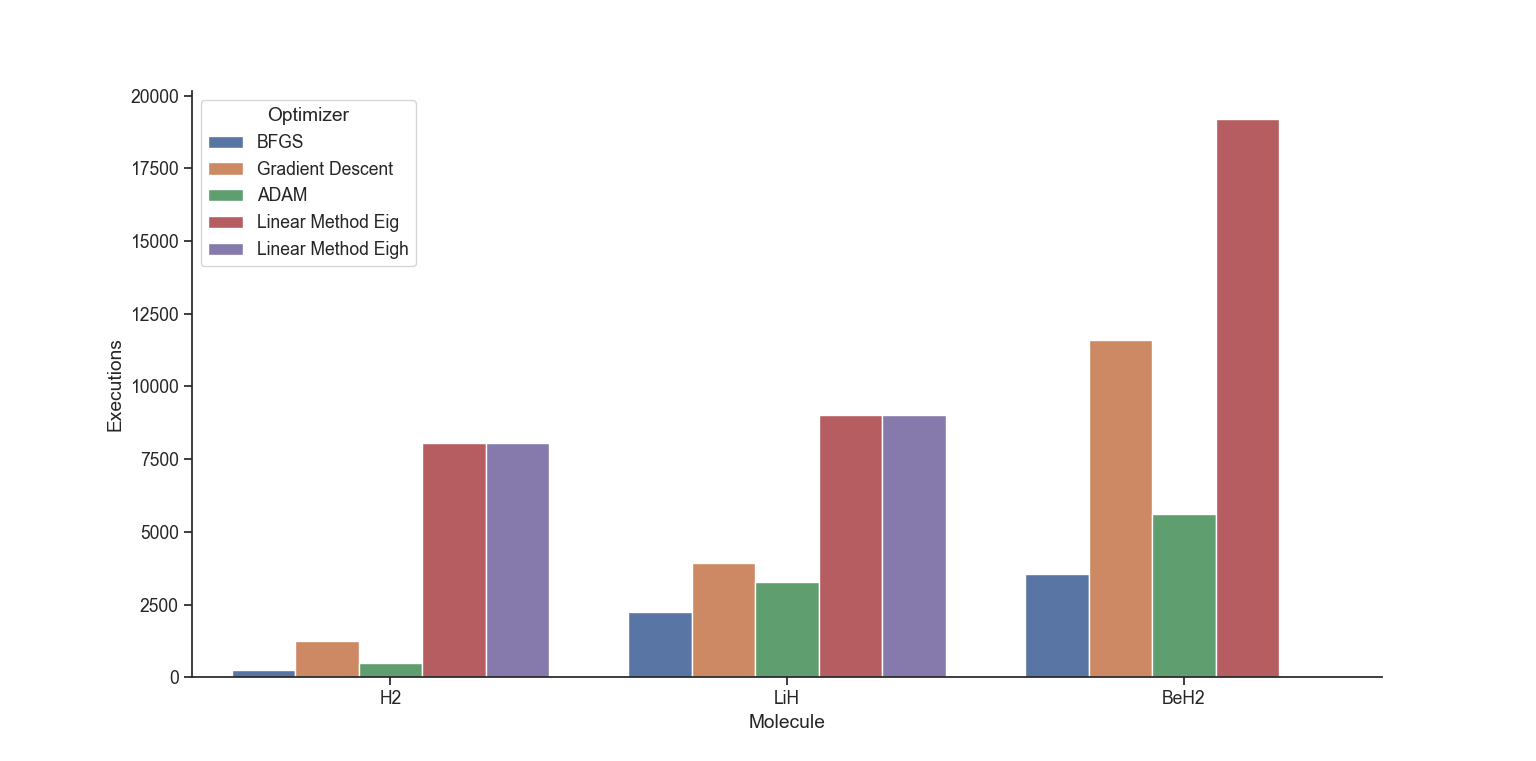 20000
17500
15000
12500
10000
7500
5000
2500
0
Executions
Optimizer
BFGS
Gradient Descent
ADAM
Linear Method Eig
Linear Method Eigh
H2
LiH
BeH2
Molecule